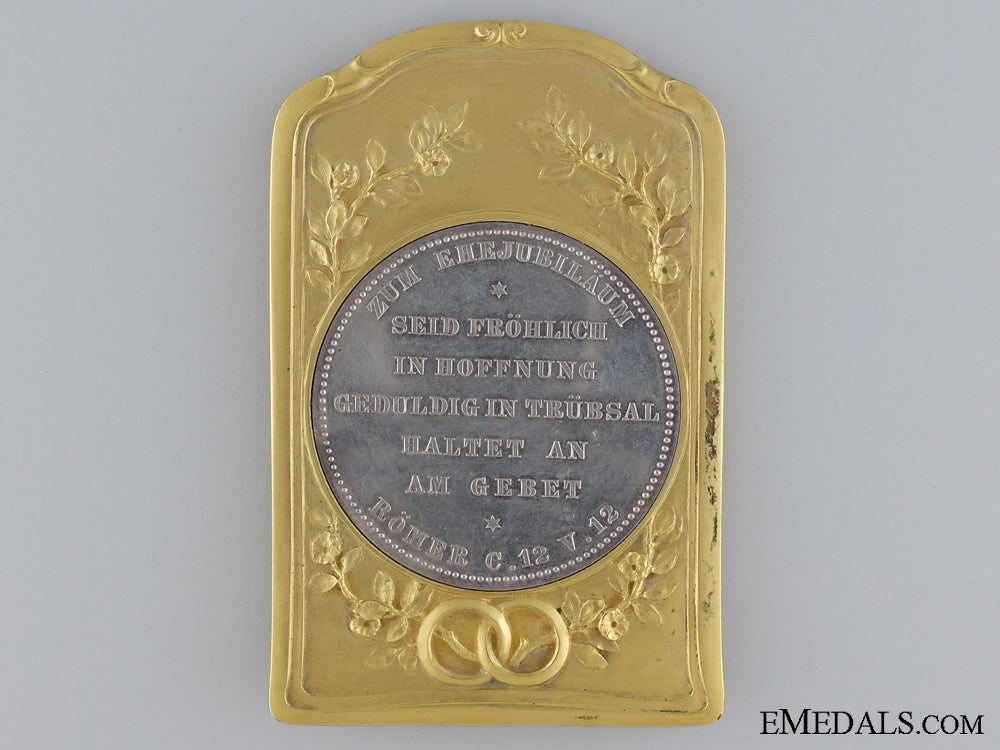 ZUM EHEJUBILÄUM
SEID FRÖHLICH
IN HOFFNUNG
GEDULDIG IN TRÜBSAL
HALTET AN
AM GEBET
RÖMER C.12 V.12
EMEDALS.COM